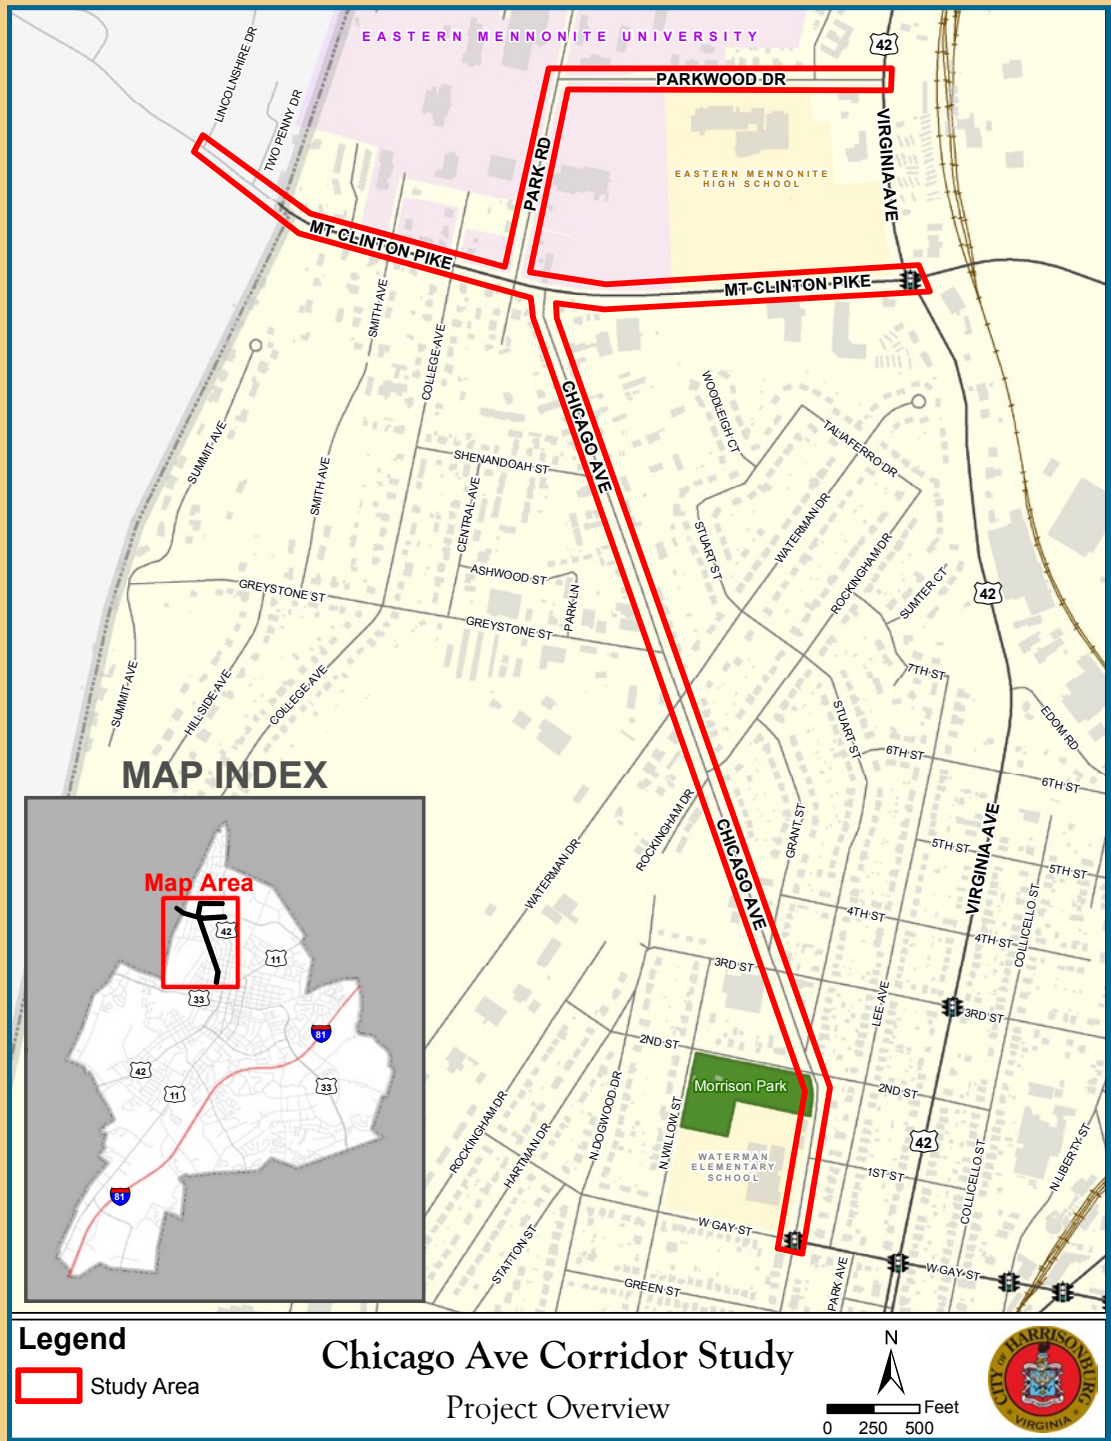 EASTERN MENNONITE UNIVERSITY
42
LINCOLNSHIRE DR
TWO PENNY DR
PARKWOOD DR
PARK RD
VIRGINIA AVE
EASTERN MENNONITE
HIGH SCHOOL
MT CLINTON PIKE
MT CLINTON PIKE
SMITH AVE
COLLEGE AVE
SUMMIT AVE
CHICAGO AVE
WOODLEIGH CT
TALIAFERRO DR
SHENANDOAH ST
SMITH AVE
CENTRAL AVE
STUART ST
WATERMAN DR
ROCKINGHAM DR
ASHWOOD ST
PARK LN
GREYSTONE ST
GREYSTONE ST
SUMTER CT
42
SUMMIT AVE
HILLSIDE AVE
COLLEGE AVE
7TH ST
STUART ST
EDOM RD
6TH ST
6TH ST
MAP INDEX
ROCKINGHAM DR
CHICAGO AVE
GRANT ST
VIRGINIA AVE
5TH ST
5TH ST
WATERMAN DR
COLLICELLO ST
4TH ST
4TH ST
Map Area
42
11
33
81
42
11
33
81
3RD ST
LEE AVE
3RD ST
2ND ST
Morrison Park
2ND ST
ROCKINGHAM DR
HARTMAN DR
N DOGWOOD DR
N WILLOW ST
WATERMAN
ELEMENTARY
SCHOOL
42
1ST ST
COLLICELLO ST
N LIBERTY ST
W GAY ST
STATTON ST
GREEN ST
PARK AVE
W GAY ST
Legend
Study Area
Chicago Ave Corridor Study
Project Overview
N
Feet
0 250 500
CITY OF HARRISONBURG
VIRGINIA